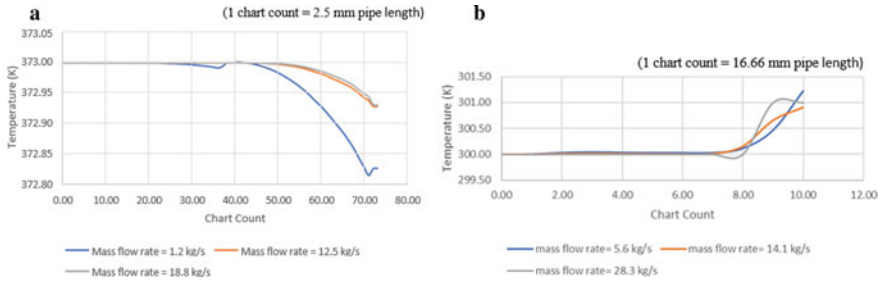 a
(1 chart count = 2.5 mm pipe length)
Temperature (K)
373.05
373.00
372.95
372.90
372.85
372.80
0.00 10.00 20.00 30.00 40.00 50.00 60.00 70.00 80.00
Chart Count
Mass flow rate = 1.2 kg/s Mass flow rate = 12.5 kg/s
Mass flow rate = 18.8 kg/s
b
(1 chart count = 16.66 mm pipe length)
Temperature (K)
301.50
301.00
300.50
300.00
299.50
0.00 2.00 4.00 6.00 8.00 10.00 12.00
Chart Count
mass flow rate= 5.6 kg/s mass flow rate= 14.1 kg/s
mass flow rate= 28.3 kg/s